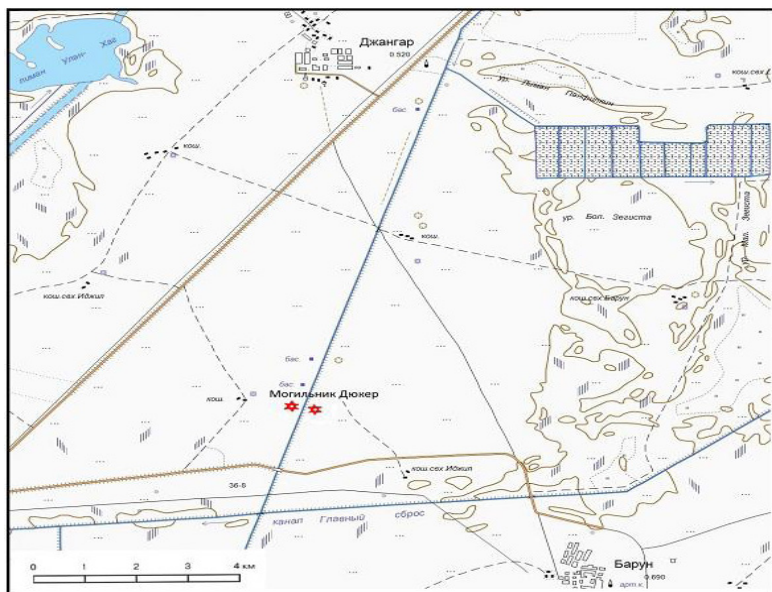 лиман Улан-Хаг
Джангар
0.520
ур. Лиман
кош.сех.
бас.
кош.
кош.
ур. Бол. Зегиста
ур. Мал. Зегиста
кош.сех Иджил
кош.сех Барун
бас.
бас.
кош.
Могильник Дюкер
кош.сех Иджил
36-8
канал Главный сброс
Барун
0.690
арт.к.
0 1 2 3 4 км